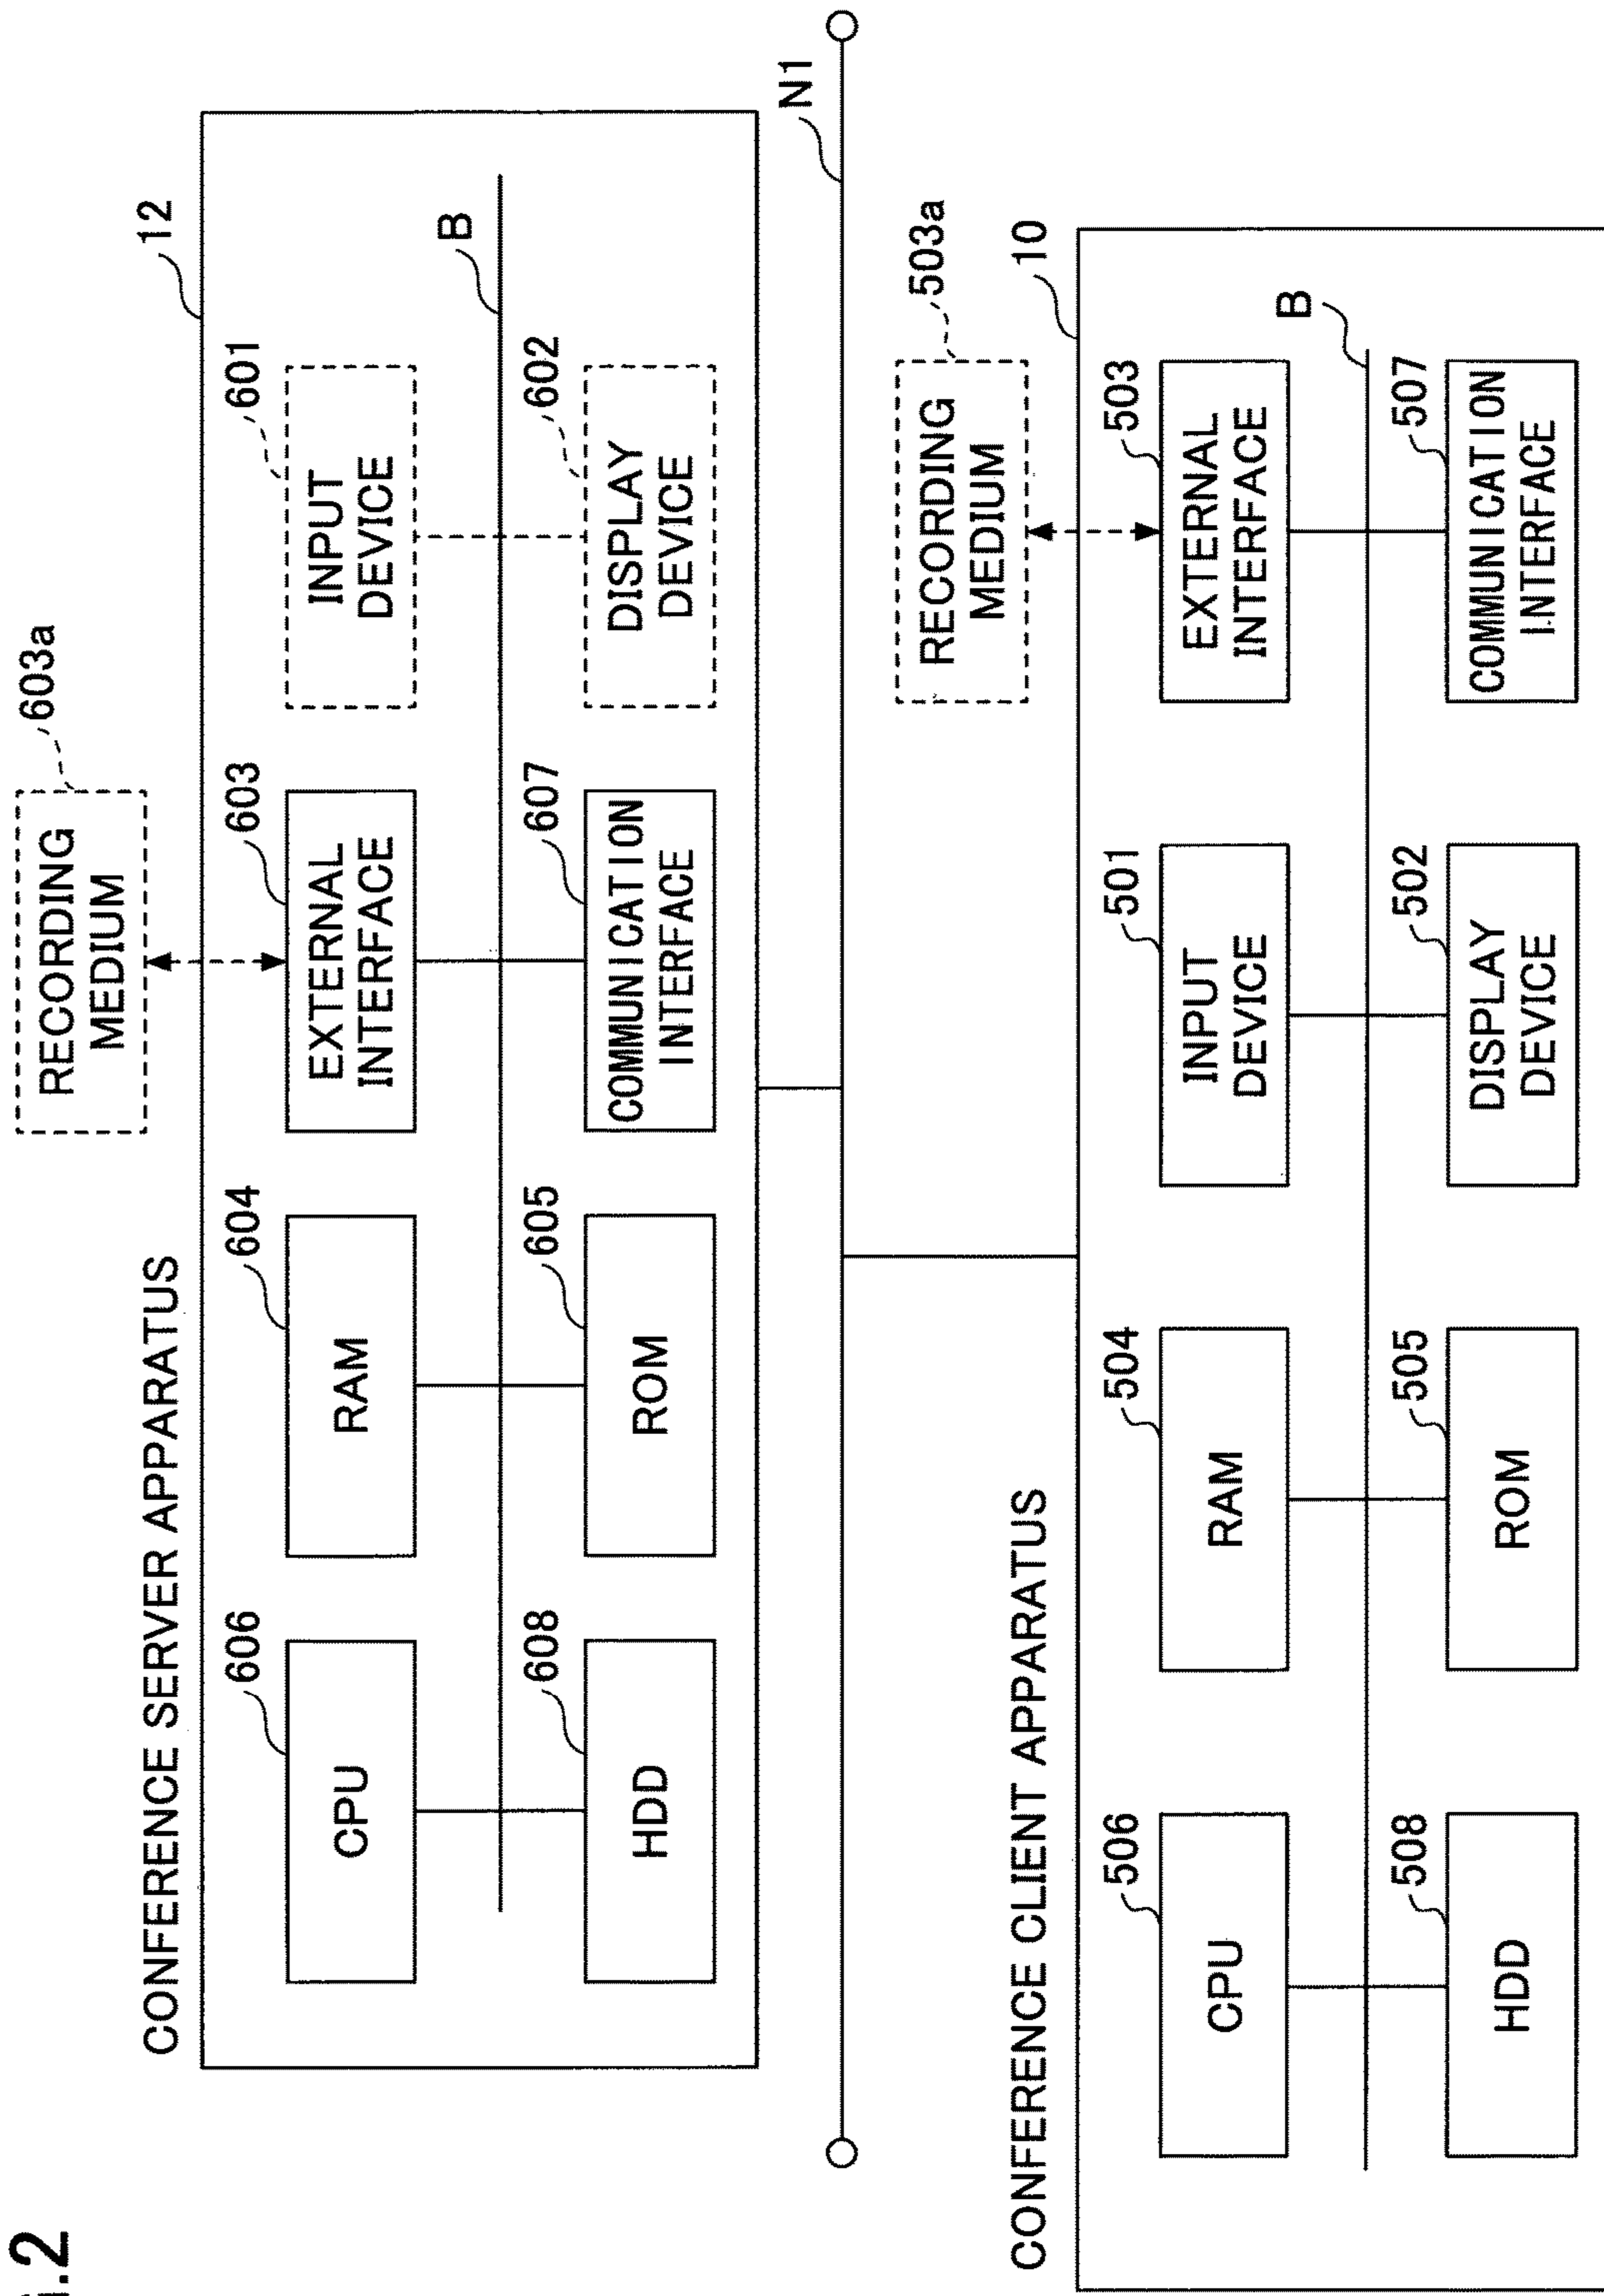 .2
CONFERENCE SERVER APPARATUS
12
603a
RECORDING
MEDIUM
606
CPU
604
RAM
603
EXTERNAL
INTERFACE
601
INPUT
DEVICE
B
608
HDD
605
ROM
607
COMMUNICATION
INTERFACE
602
DISPLAY
DEVICE
N1
CONFERENCE CLIENT APPARATUS
10
503a
RECORDING
MEDIUM
506
CPU
504
RAM
501
INPUT
DEVICE
503
EXTERNAL
INTERFACE
B
508
HDD
505
ROM
502
DISPLAY
DEVICE
507
COMMUNICATION
INTERFACE